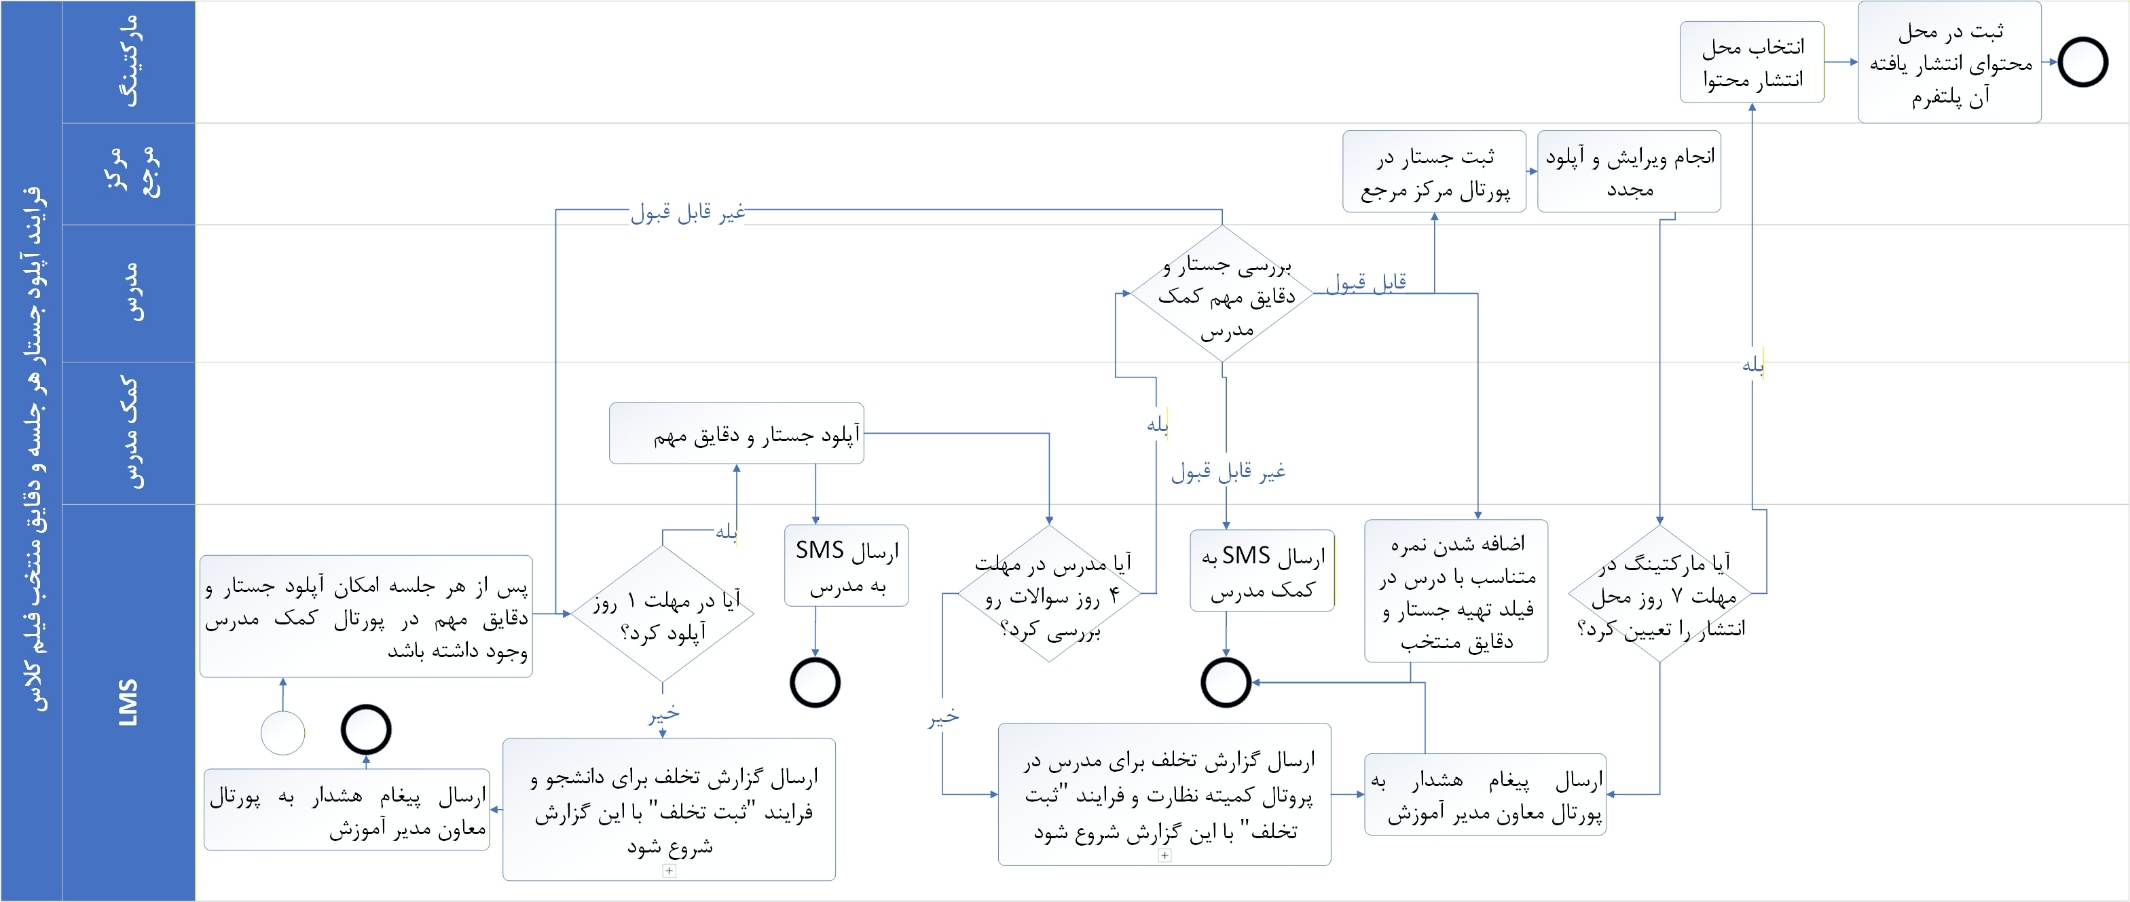 فرایند آپلود جستار هر جلسه و دقایق منتخب فیلم کلاس
مارکتینگ
انتخاب محل
انتشار محتوا
ثبت در محل
محتوای انتشار یافته
آن پلتفرم
مرکز
مرجع
ثبت جستار در
پورتال مرکز مرجع
انجام ویرایش و آپلود
مجدد
غیر قابل قبول
مدرس
بررسی جستار و
دقایق مهم کمک
مدرس
قابل قبول
بله
کمک مدرس
آپلود جستار و دقایق مهم
بله
غیر قابل قبول
LMS
پس از هر جلسه امکان آپلود جستار و
دقایق مهم در پورتال کمک مدرس
وجود داشته باشد
آیا در مهلت ۱ روز
آپلود کرد؟
بله
خیر
ارسال SMS
به مدرس
آیا مدرس در مهلت
۴ روز سوالات رو
بررسی کرد؟
خیر
ارسال SMS به
کمک مدرس
اضافه شدن نمره
متناسب با درس در
فیلد تهیه جستار و
دقایق منتخب
آیا مارکتینگ در
مهلت ۷ روز محل
انتشار را تعیین کرد؟
ارسال پیغام هشدار به پورتال
معاون مدیر آموزش
ارسال گزارش تخلف برای دانشجو و
فرایند "ثبت تخلف" با این گزارش
شروع شود
ارسال گزارش تخلف برای مدرس در
پروتال کمیته نظارت و فرایند "ثبت
تخلف" با این گزارش شروع شود
ارسال پیغام هشدار به
پورتال معاون مدیر آموزش